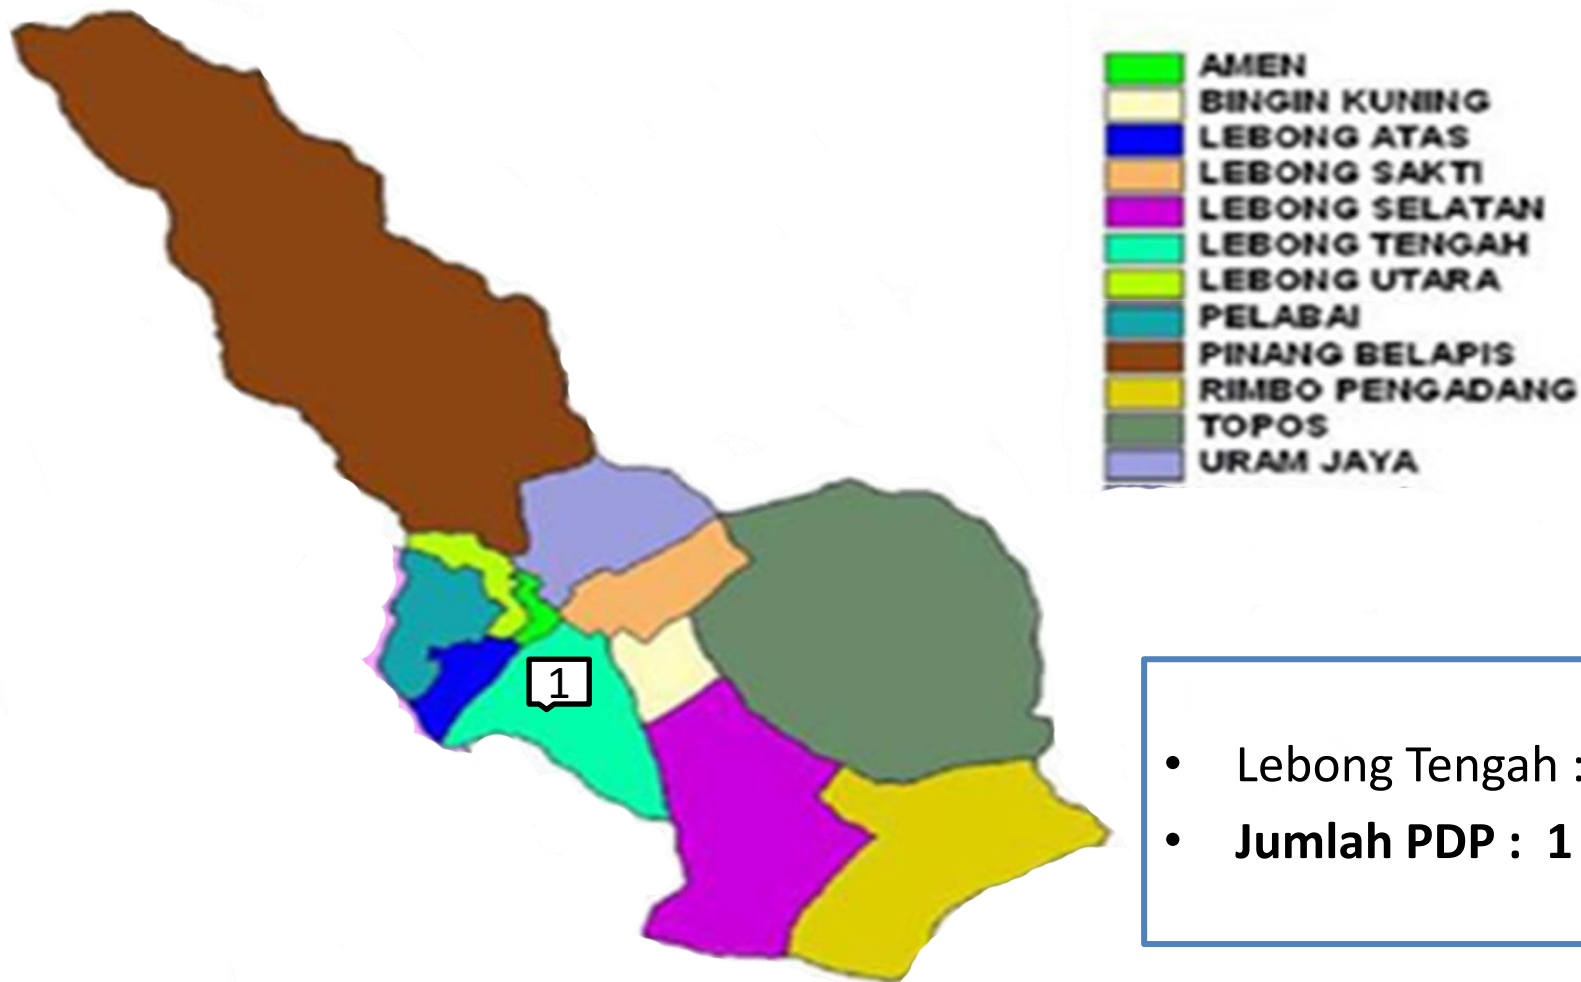 AMEN
BINGIN KUNING
LEBONG ATAS
LEBONG SAKTI
LEBONG SELATAN
LEBONG TENGAH
LEBONG UTARA
PELABAI
PINANG BELAPIS
RIMBO PENGADANG
TOPOS
URAM JAYA
1
• Lebong Tengah :
• Jumlah PDP : 1